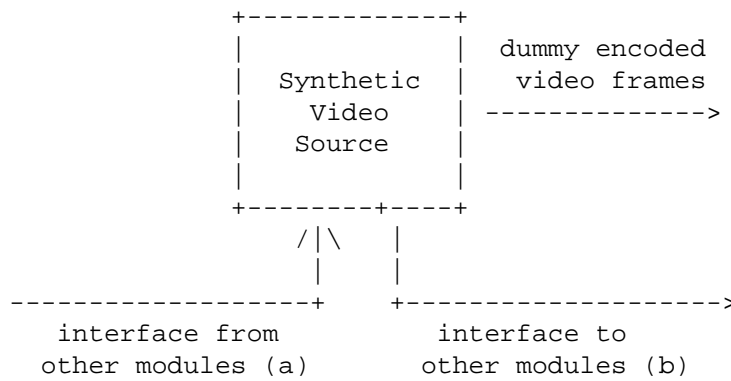 dummy encoded
Synthetic video frames
Video
Source
interface from interface to
other modules (a) other modules (b)